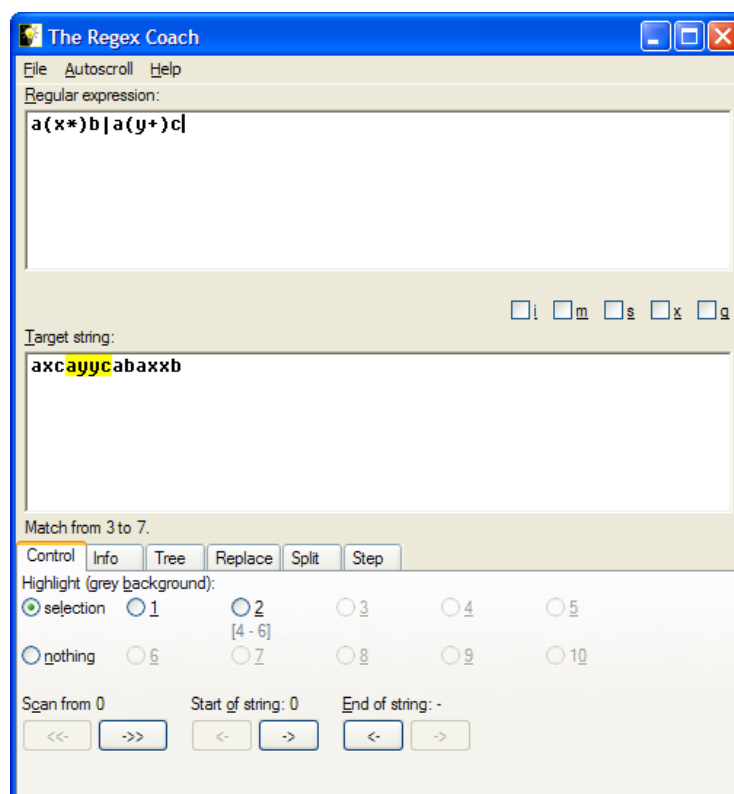 The Regex Coach
File Autoscroll Help
Regular expression:
a(x*)b|a(y+)c
i m s x g
Target string:
axcayycabaxxb
Match from 3 to 7.
Control Info Tree Replace Split Step
Highlight (grey background):
selection 1 2 3 4 5
[4 - 6]
nothing 6 7 8 9 10
Scan from 0 Start of string: 0 End of string: -
<<- ->> <- -> <- ->